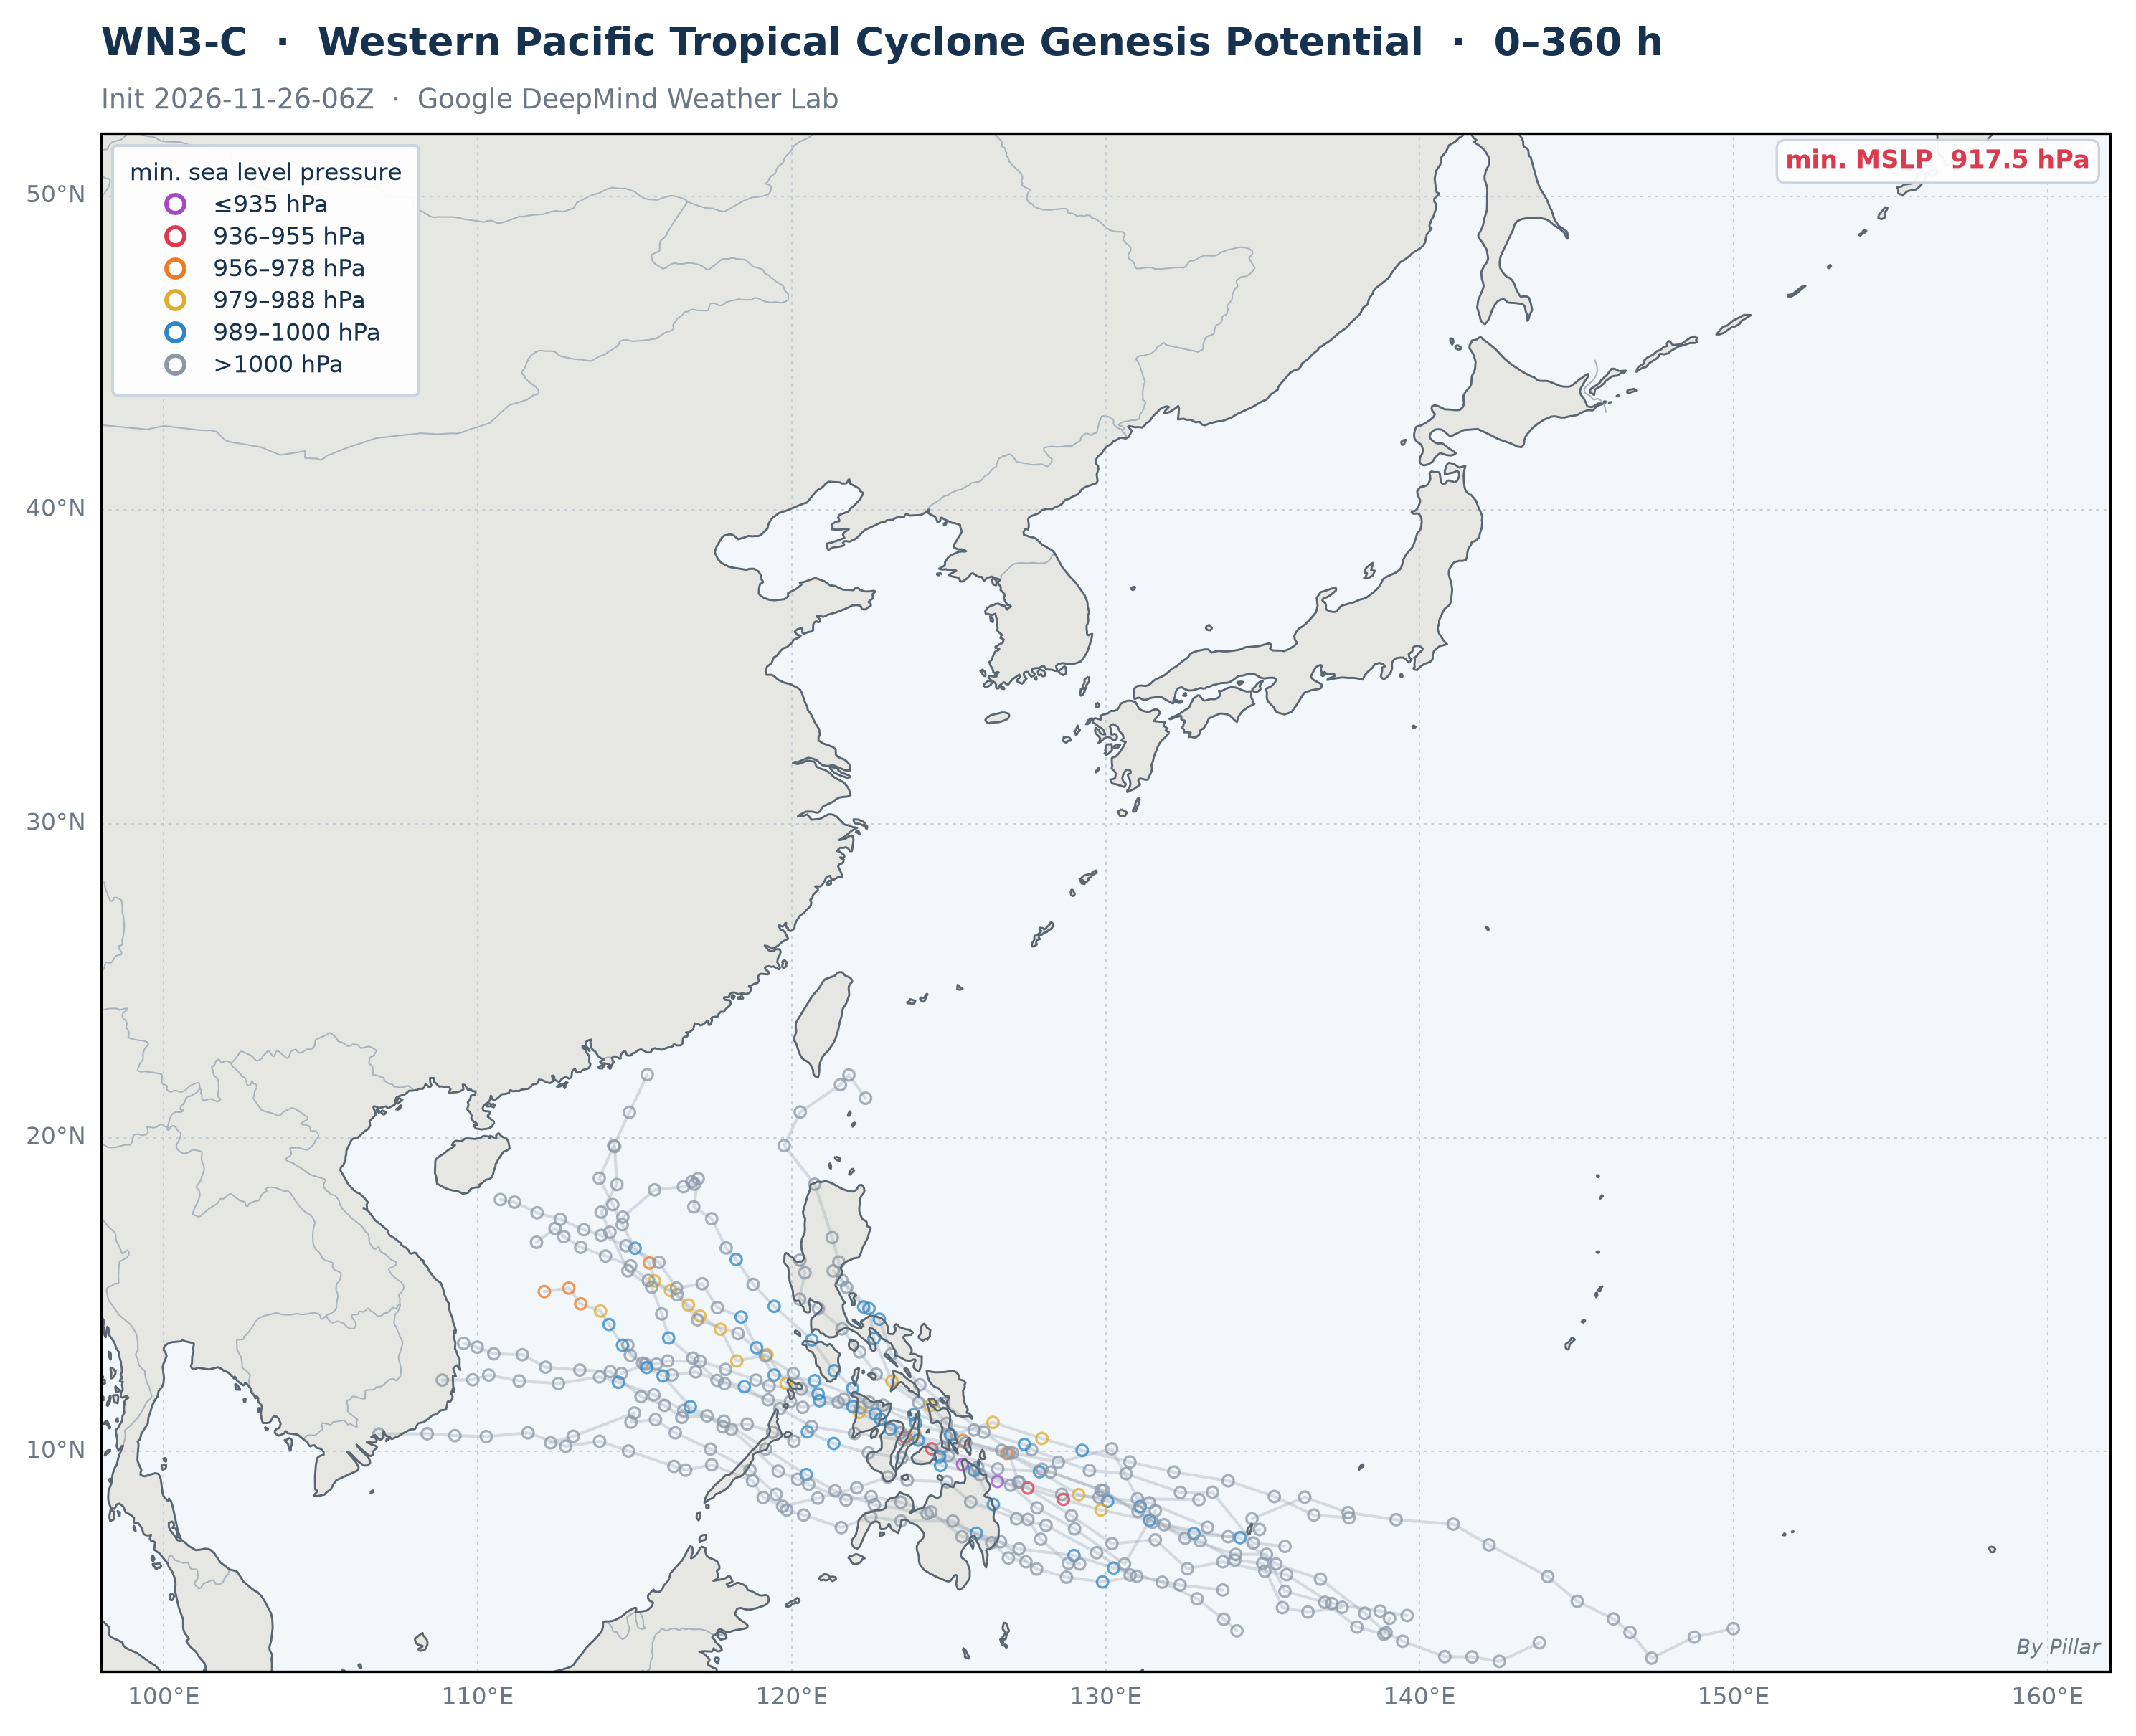 WN3-C · Western Pacific Tropical Cyclone Genesis Potential · 0–360 h
Init 2026-11-26-06Z · Google DeepMind Weather Lab
min. sea level pressure
≤935 hPa
936–955 hPa
956–978 hPa
979–988 hPa
989–1000 hPa
>1000 hPa
min. MSLP 917.5 hPa
50°N
40°N
30°N
20°N
10°N
By Pillar
100°E
110°E
120°E
130°E
140°E
150°E
160°E